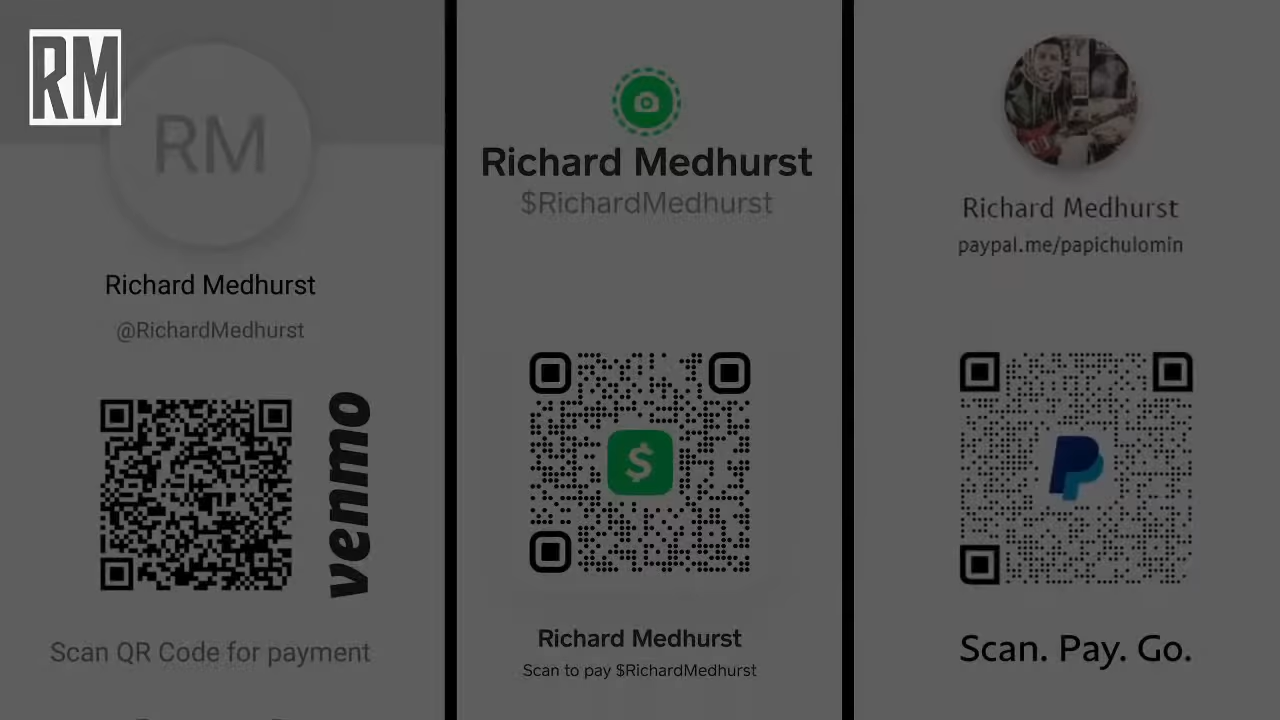 RM
RM
Richard Medhurst
@RichardMedhurst
venmo
Scan QR Code for payment
Richard Medhurst
$RichardMedhurst
$
Richard Medhurst
Scan to pay $RichardMedhurst
Richard Medhurst
paypal.me/papichulomin
P
Scan. Pay. Go.